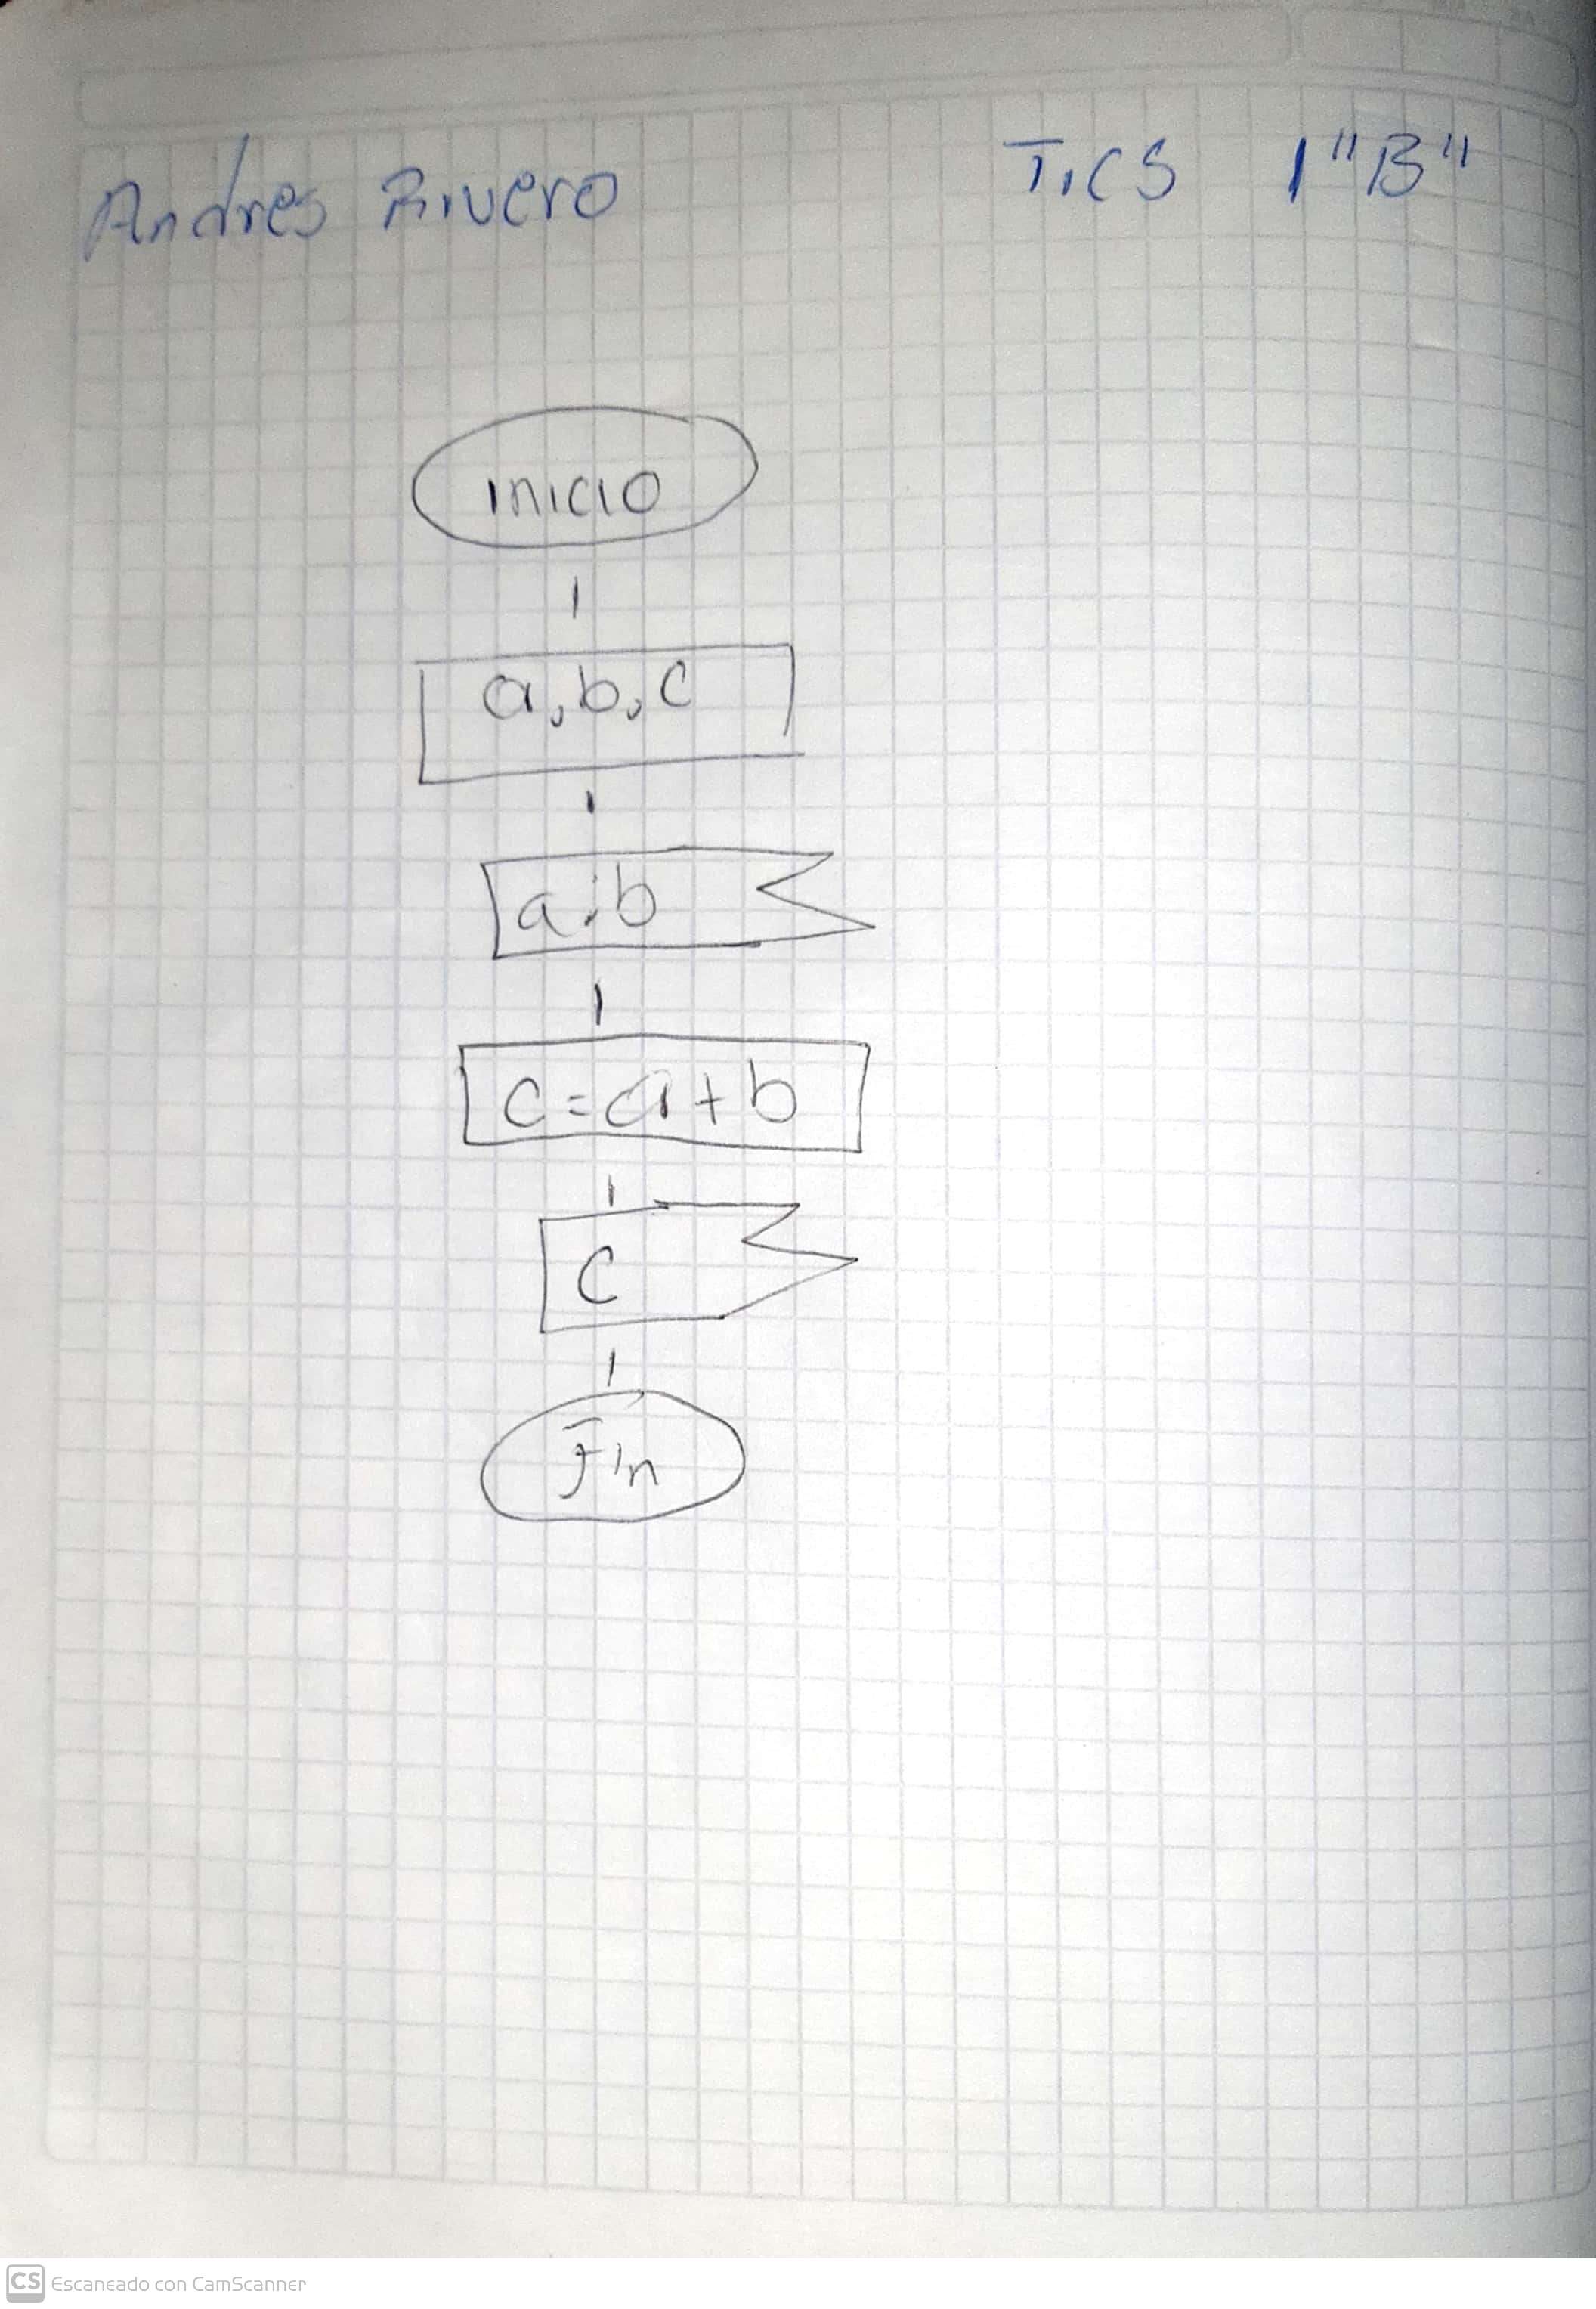 Andres Rivero TICS 1 "B"
inicio
a, b, c
a:b
c=a+b
c
Fin
CS Escaneado con CamScanner